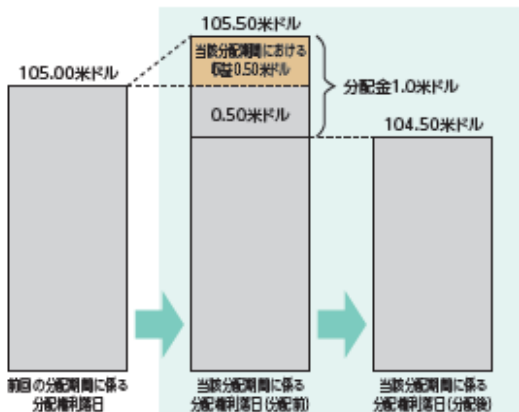 105.50米ドル
当該分配期間における
収益0.50米ドル
105.00米ドル
分配金1.0米ドル
0.50米ドル
104.50米ドル
前回の分配期間に係る
分配権利落日
当該分配期間に係る
分配権利落日(分配前)
当該分配期間に係る
分配権利落日(分配後)